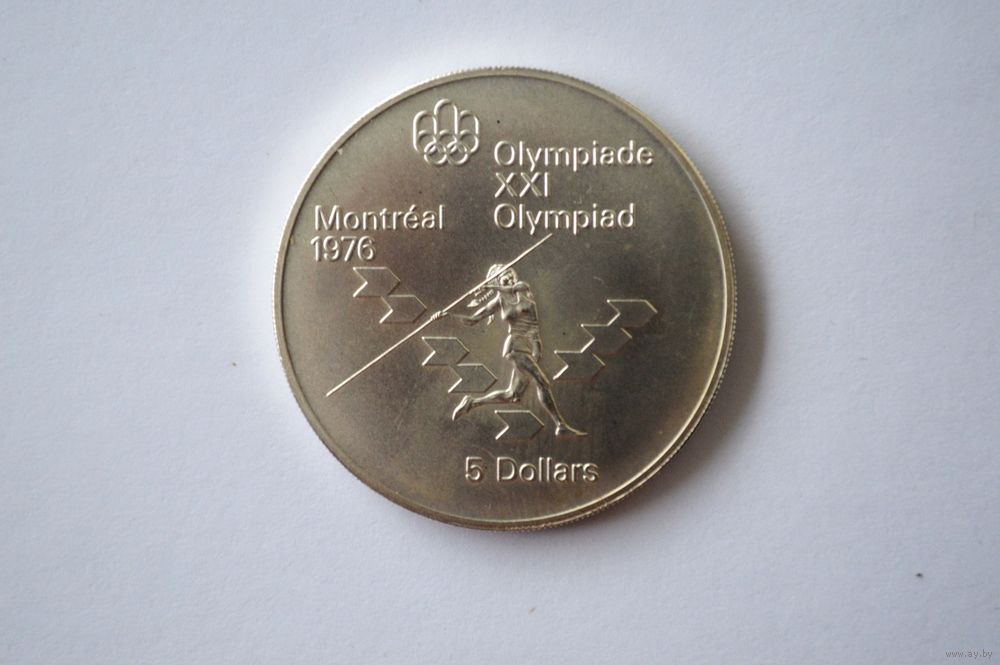 Olympiade
XXI
Olympiad
Montréal
1976
5 Dollars
www.ay.by